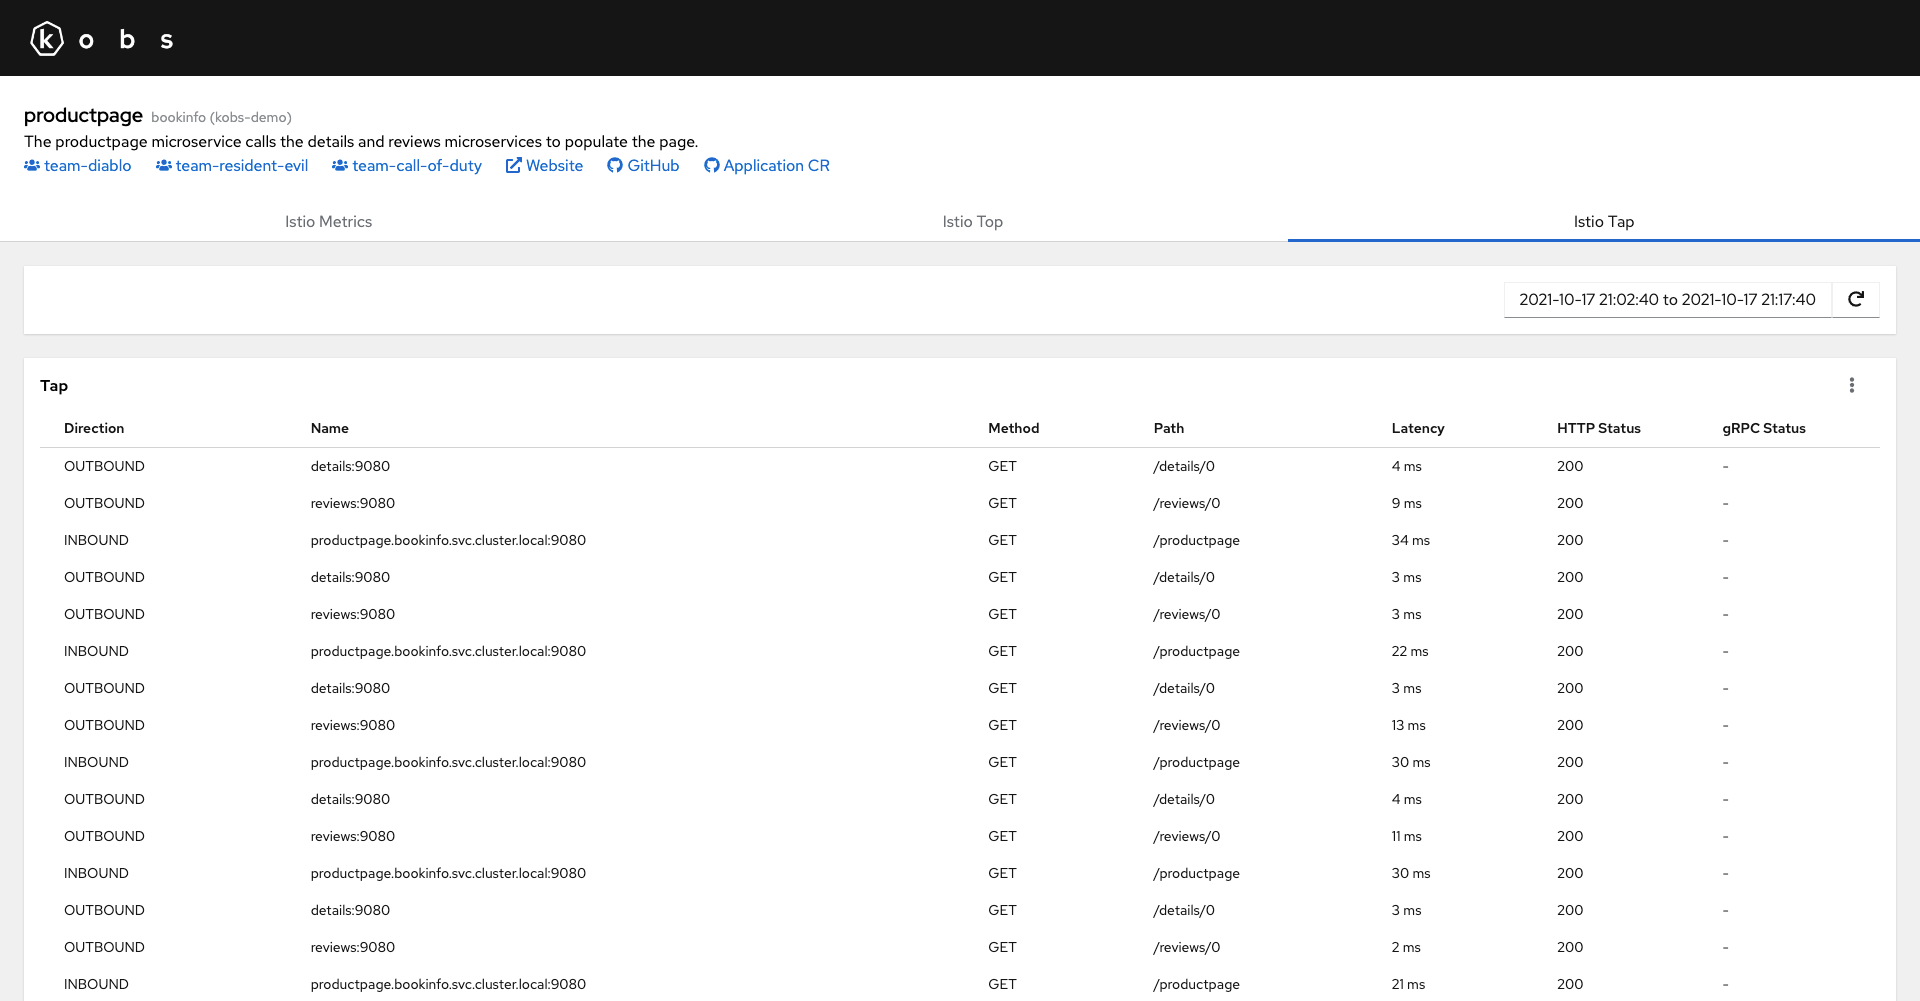 k o b s
productpage bookinfo (kobs-demo)
The productpage microservice calls the details and reviews microservices to populate the page.
team-diablo team-resident-evil team-call-of-duty Website GitHub Application CR
Istio Metrics Istio Top Istio Tap
2021-10-17 21:02:40 to 2021-10-17 21:17:40
Tap
Direction Name Method Path Latency HTTP Status gRPC Status
OUTBOUND details:9080 GET /details/0 4 ms 200 -
OUTBOUND reviews:9080 GET /reviews/0 9 ms 200 -
INBOUND productpage.bookinfo.svc.cluster.local:9080 GET /productpage 34 ms 200 -
OUTBOUND details:9080 GET /details/0 3 ms 200 -
OUTBOUND reviews:9080 GET /reviews/0 3 ms 200 -
INBOUND productpage.bookinfo.svc.cluster.local:9080 GET /productpage 22 ms 200 -
OUTBOUND details:9080 GET /details/0 3 ms 200 -
OUTBOUND reviews:9080 GET /reviews/0 13 ms 200 -
INBOUND productpage.bookinfo.svc.cluster.local:9080 GET /productpage 30 ms 200 -
OUTBOUND details:9080 GET /details/0 4 ms 200 -
OUTBOUND reviews:9080 GET /reviews/0 11 ms 200 -
INBOUND productpage.bookinfo.svc.cluster.local:9080 GET /productpage 30 ms 200 -
OUTBOUND details:9080 GET /details/0 3 ms 200 -
OUTBOUND reviews:9080 GET /reviews/0 2 ms 200 -
INBOUND productpage.bookinfo.svc.cluster.local:9080 GET /productpage 21 ms 200 -